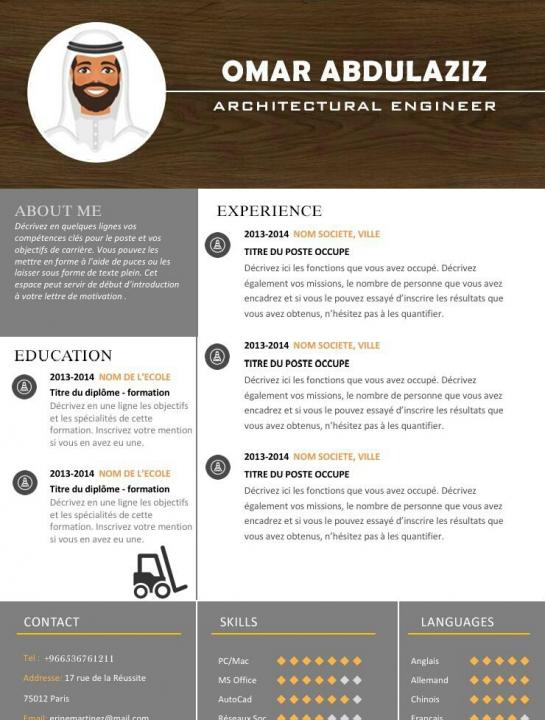 OMAR ABDULAZIZ
ARCHITECTURAL ENGINEER
ABOUT ME
Décrivez en quelques lignes vos
compétences clés pour le poste et vos
objectifs de carrière. Vous pouvez les
mettre en forme à l'aide de puces ou les
laisser sous forme de texte plein. Cet
espace peut servir de début d'introduction
à votre lettre de motivation .
EDUCATION
2013-2014 NOM DE L'ECOLE
Titre du diplôme - formation
Décrivez en une ligne les objectifs
et les spécialités de cette
formation. Inscrivez votre mention
si vous en avez eu une.
2013-2014 NOM DE L'ECOLE
Titre du diplôme - formation
Décrivez en une ligne les objectifs
et les spécialités de cette
formation. Inscrivez votre mention
si vous en avez eu une.
EXPERIENCE
2013-2014 NOM SOCIETE, VILLE
TITRE DU POSTE OCCUPE
Décrivez ici les fonctions que vous avez occupé. Décrivez
également vos missions, le nombre de personne que vous avez
encadrez et si vous le pouvez essayé d'inscrire les résultats que
vous avez obtenus, n'hésitez pas à les quantifier.
2013-2014 NOM SOCIETE, VILLE
TITRE DU POSTE OCCUPE
Décrivez ici les fonctions que vous avez occupé. Décrivez
également vos missions, le nombre de personne que vous avez
encadrez et si vous le pouvez essayé d'inscrire les résultats que
vous avez obtenus, n'hésitez pas à les quantifier.
2013-2014 NOM SOCIETE, VILLE
TITRE DU POSTE OCCUPE
Décrivez ici les fonctions que vous avez occupé. Décrivez
également vos missions, le nombre de personne que vous avez
encadrez et si vous le pouvez essayé d'inscrire les résultats que
vous avez obtenus, n'hésitez pas à les quantifier.
CONTACT
Tel : +966536761211
Addresse: 17 rue de la Réussite
75012 Paris
Email: erinemartinez@mail.com
SKILLS
PC/Mac
MS Office
AutoCad
Réseaux Soc
LANGUAGES
Anglais
Allemand
Chinois
Français